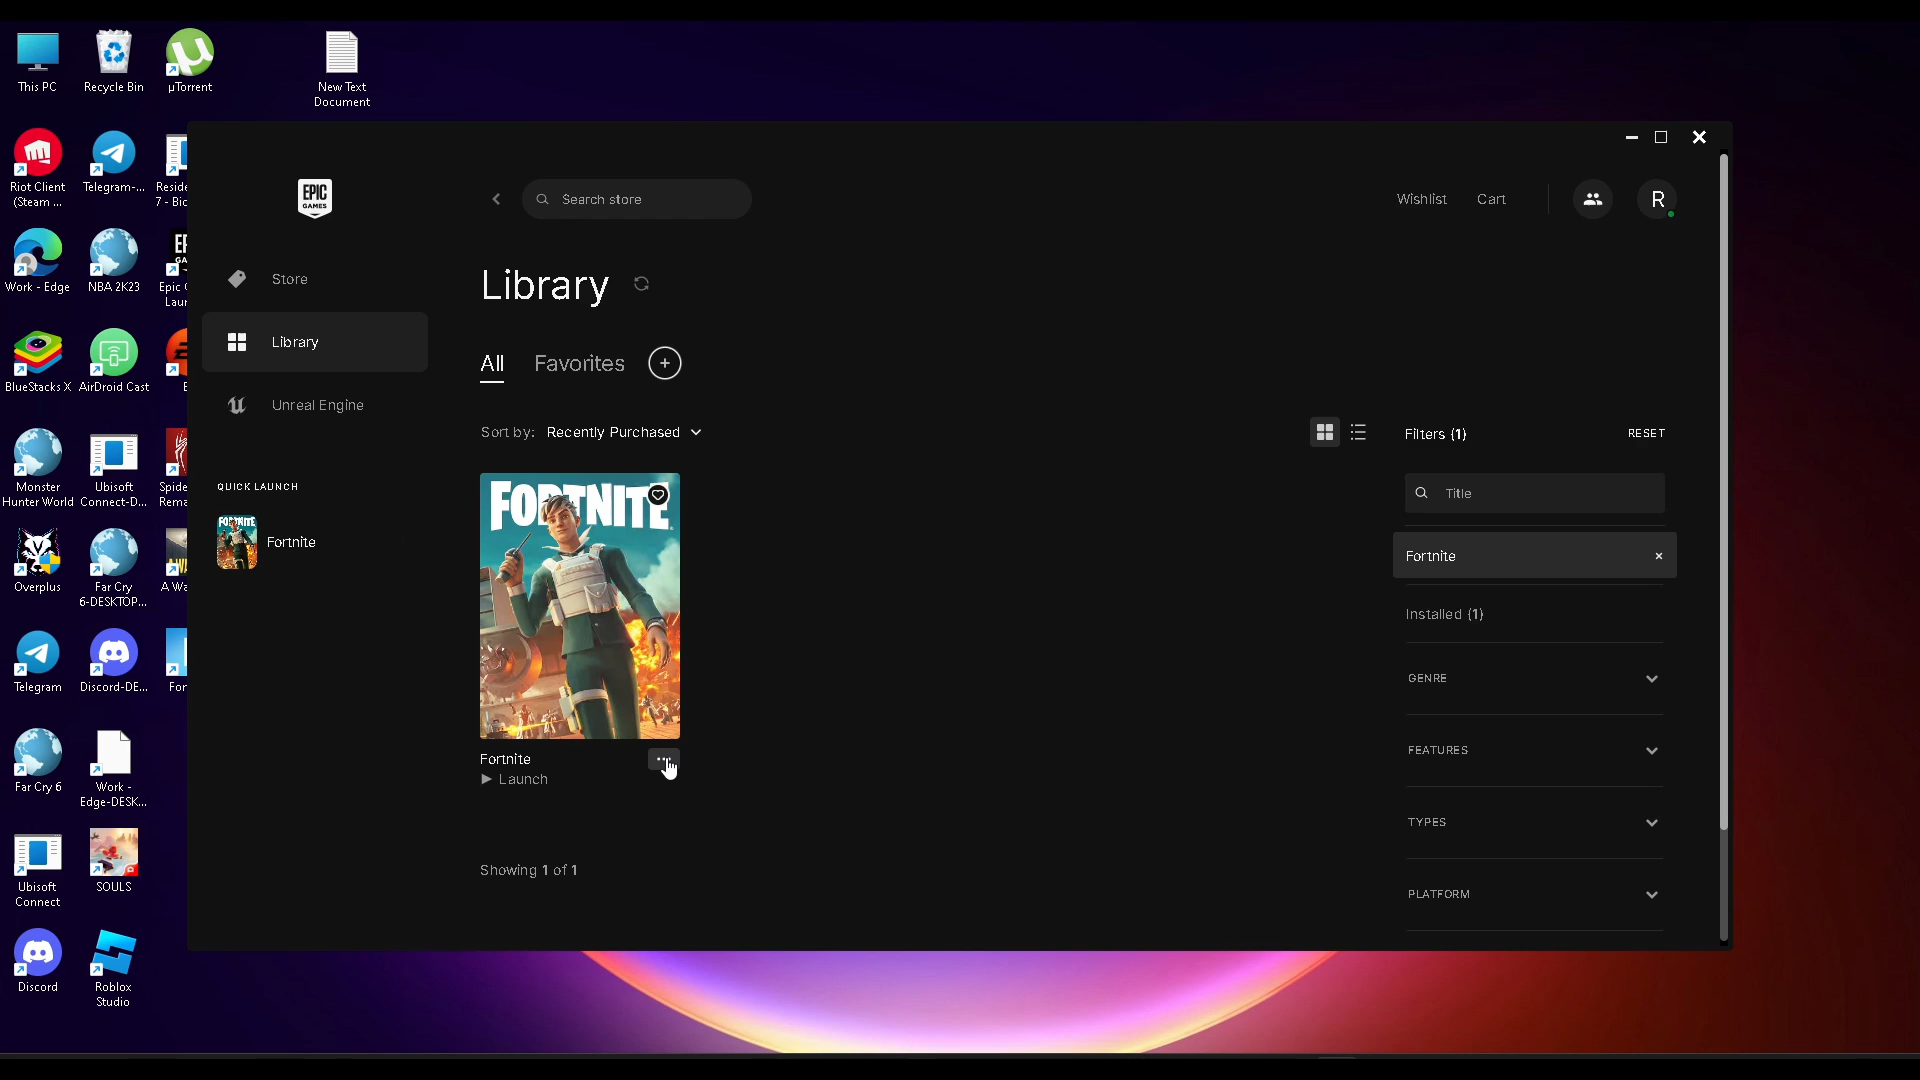 This PC
Recycle Bin
µTorrent
New Text
Document
Riot Client
(Steam ...
Telegram-...
Reside
7 - Bio
Work - Edge
NBA 2K23
Epic G
Laun
BlueStacks X
AirDroid Cast
E
Monster
Hunter World
Ubisoft
Connect-D...
Spide
Rema
Overplus
Far Cry
6-DESKTOP...
A Wa
Telegram
Discord-DE...
For
Far Cry 6
Work -
Edge-DESK...
Ubisoft
Connect
SOULS
Discord
Roblox
Studio
EPIC
GAMES
Search store
Wishlist
Cart
R
Store
Library
Unreal Engine
QUICK LAUNCH
FORTNITE
Fortnite
Library
All
Favorites
Sort by: Recently Purchased
FORTNITE
Fortnite
Launch
Showing 1 of 1
Filters (1)
RESET
Title
Fortnite
Installed (1)
GENRE
FEATURES
TYPES
PLATFORM